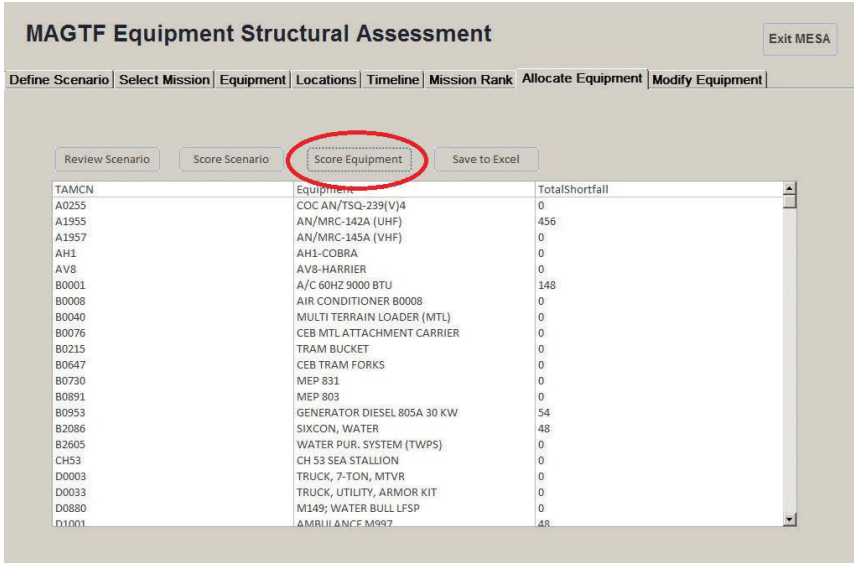 MAGTF Equipment Structural Assessment
Exit MESA
Define Scenario Select Mission Equipment Locations Timeline Mission Rank Allocate Equipment Modify Equipment
Review Scenario Score Scenario Score Equipment Save to Excel
TAMCN Equipment TotalShortfall
A0255 COC AN/TSQ-239(V)4 0
A1955 AN/MRC-142A (UHF) 456
A1957 AN/MRC-145A (VHF) 0
AH1 AH1-COBRA 0
AV8 AV8-HARRIER 0
B0001 A/C 60HZ 9000 BTU 148
B0008 AIR CONDITIONER B0008 0
B0040 MULTI TERRAIN LOADER (MTL) 0
B0076 CEB MTL ATTACHMENT CARRIER 0
B0215 TRAM BUCKET 0
B0647 CEB TRAM FORKS 0
B0730 MEP 831 0
B0891 MEP 803 0
B0953 GENERATOR DIESEL 805A 30 KW 54
B2086 SIXCON, WATER 48
B2605 WATER PUR. SYSTEM (TWPS) 0
CH53 CH 53 SEA STALLION 0
D0003 TRUCK, 7-TON, MTVR 0
D0033 TRUCK, UTILITY, ARMOR KIT 0
D0880 M149; WATER BULL LFSP 0
D1001 AMBULANCE M997 48